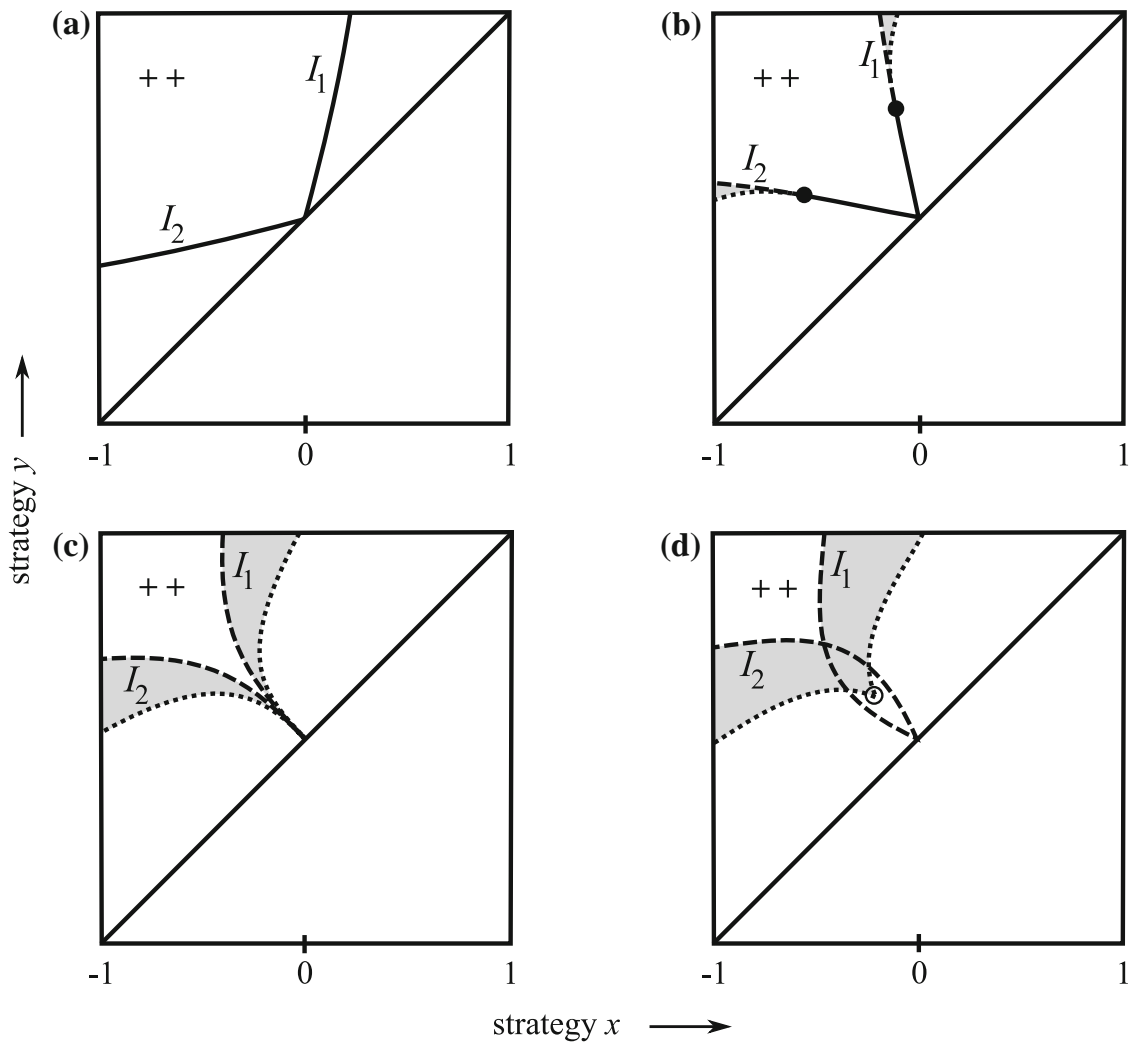 (a)
I1
+ +
I2
-1 0 1
(b)
I1
+ +
I2
-1 0 1
strategy y
(c)
I1
+ +
I2
-1 0 1
(d)
I1
+ +
I2
-1 0 1
strategy x